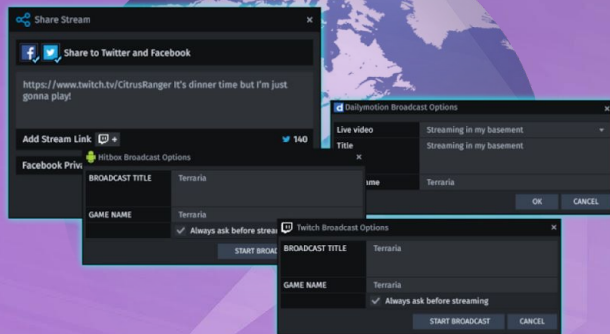 Share Stream
Share to Twitter and Facebook
https://www.twitch.tv/CitrusRanger It's dinner time but I'm just
gonna play!
Add Stream Link +
140
Facebook Priva
Dailymotion Broadcast Options
Live video Streaming in my basement
Title Streaming in my basement
ame Terraria
OK CANCEL
Hitbox Broadcast Options
BROADCAST TITLE Terraria
GAME NAME Terraria
Always ask before strea
START BROAD
Twitch Broadcast Options
BROADCAST TITLE Terraria
GAME NAME Terraria
Always ask before streaming
START BROADCAST CANCEL